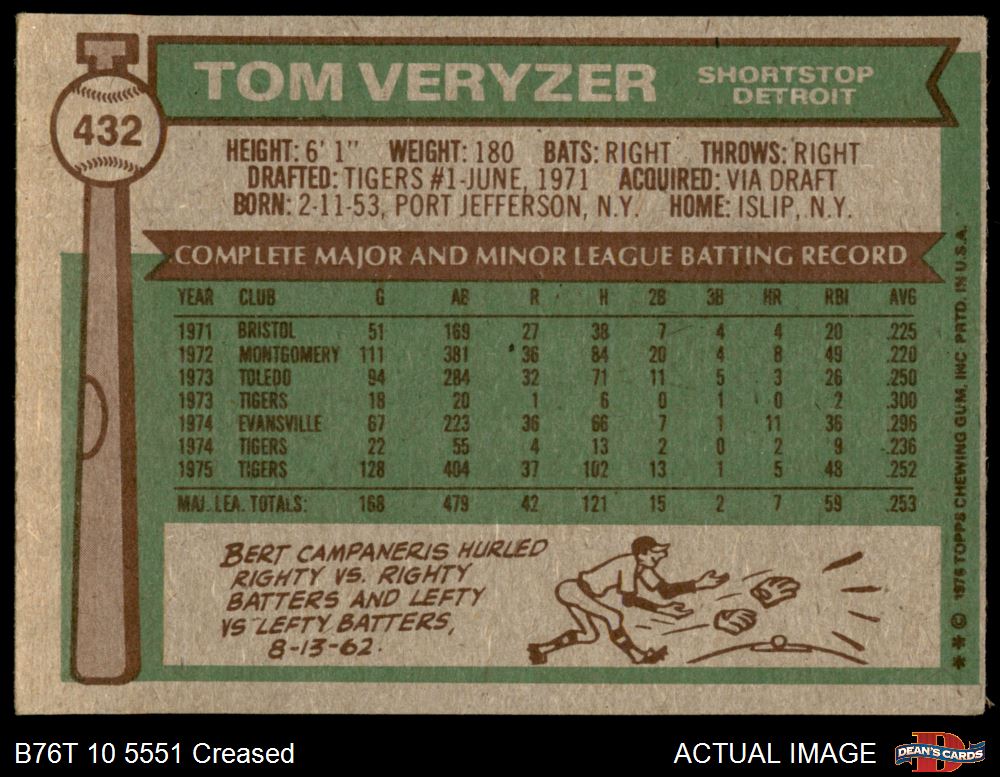 TOM VERYZER
SHORTSTOP
DETROIT
432
HEIGHT: 6' 1" WEIGHT: 180 BATS: RIGHT THROWS: RIGHT
DRAFTED: TIGERS #1-JUNE, 1971 ACQUIRED: VIA DRAFT
BORN: 2-11-53, PORT JEFFERSON, N.Y. HOME: ISLIP, N.Y.
COMPLETE MAJOR AND MINOR LEAGUE BATTING RECORD
YEAR CLUB G AB R H 2B 3B HR RBI AVG
1971 BRISTOL 51 169 27 38 7 4 4 20 .225
1972 MONTGOMERY 111 381 36 84 20 4 8 49 .220
1973 TOLEDO 94 284 32 71 11 5 3 26 .250
1973 TIGERS 18 20 1 6 0 1 0 2 .300
1974 EVANSVILLE 67 223 36 66 7 1 11 36 .296
1974 TIGERS 22 55 4 13 2 0 2 9 .236
1975 TIGERS 128 404 37 102 13 1 5 48 .252
MAJ. LEA. TOTALS: 168 479 42 121 15 2 7 59 .253
BERT CAMPANERIS HURLED
RIGHTY VS. RIGHTY
BATTERS AND LEFTY
VS LEFTY BATTERS,
8-13-62.
** © 1976 TOPPS CHEWING GUM, INC. PRTD. IN U.S.A.
B76T 10 5551 Creased
ACTUAL IMAGE
DEAN'S CARDS